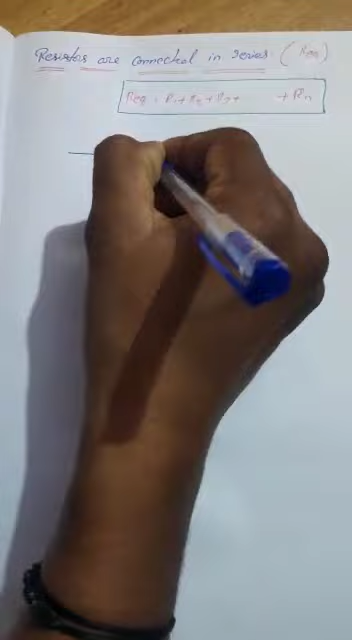 Resistors are connected in series (Req)
Req = R1+R2+R3+ +Rn